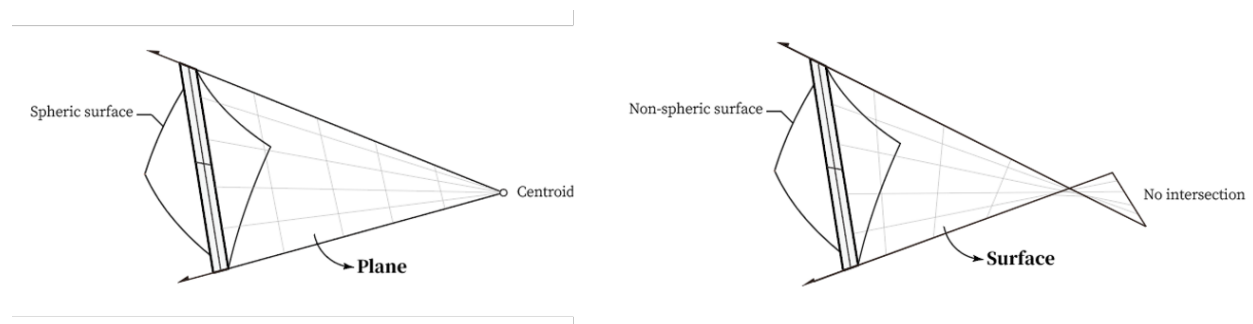 Spheric surface
Centroid
Plane
Non-spheric surface
No intersection
Surface